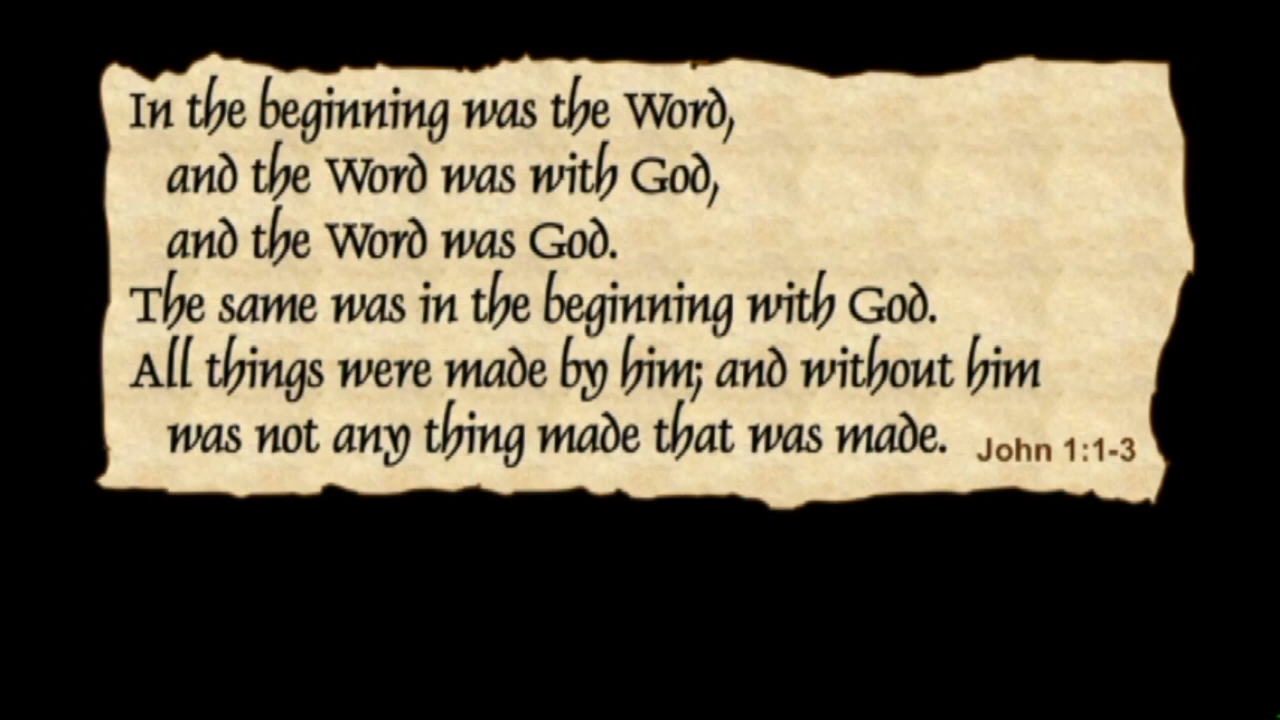 In the beginning was the Word,
and the Word was with God,
and the Word was God.
The same was in the beginning with God.
All things were made by him; and without him
was not any thing made that was made.
John 1:1-3